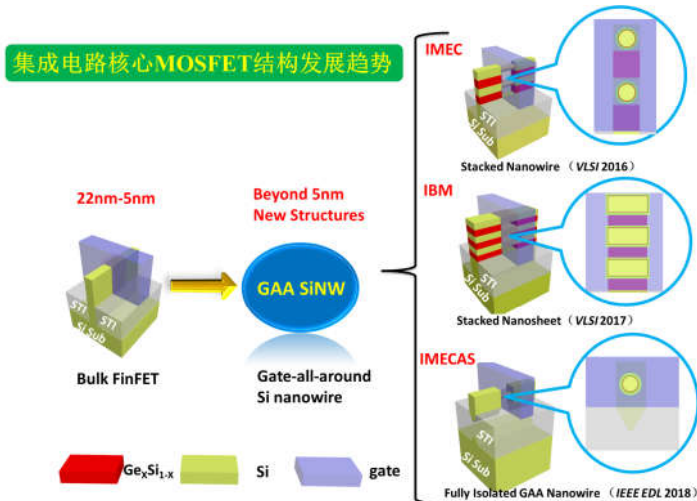 集成电路核心MOSFET结构发展趋势
22nm-5nm
STI
STI
Si Sub
Bulk FinFET
Beyond 5nm
New Structures
GAA SiNW
Gate-all-around
Si nanowire
IMEC
STI
Si Sub
Stacked Nanowire （VLSI 2016）
IBM
STI
Si Sub
Stacked Nanosheet （VLSI 2017）
IMECAS
STI
Si Sub
Fully Isolated GAA Nanowire （IEEE EDL 2018）
GeXSi1-X
Si
gate